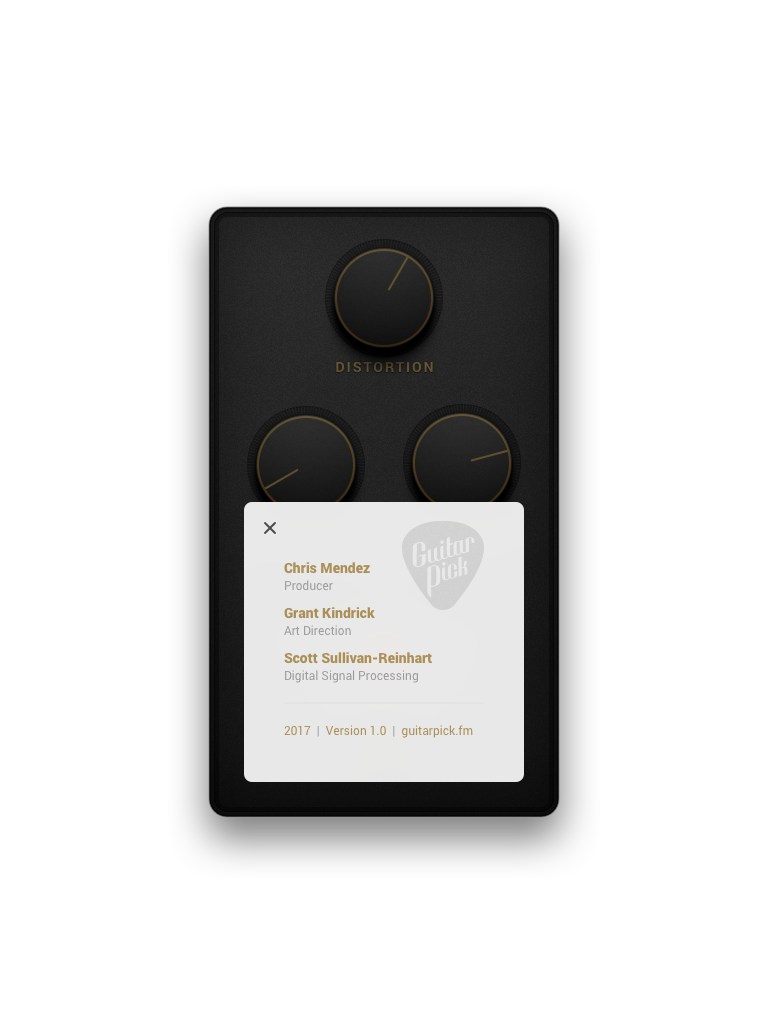 DISTORTION
Guitar
Pick
Chris Mendez
Producer
Grant Kindrick
Art Direction
Scott Sullivan-Reinhart
Digital Signal Processing
2017 | Version 1.0 | guitarpick.fm